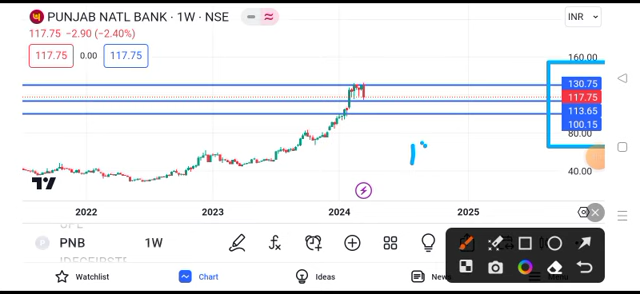 PUNJAB NATL BANK · 1W · NSE
INR
117.75 −2.90 (−2.40%)
117.75 0.00 117.75
160.00
130.75
117.75
113.65
100.15
80.00
40.00
2022 2023 2024 2025
P PNB 1W
Watchlist Chart Ideas News Menu